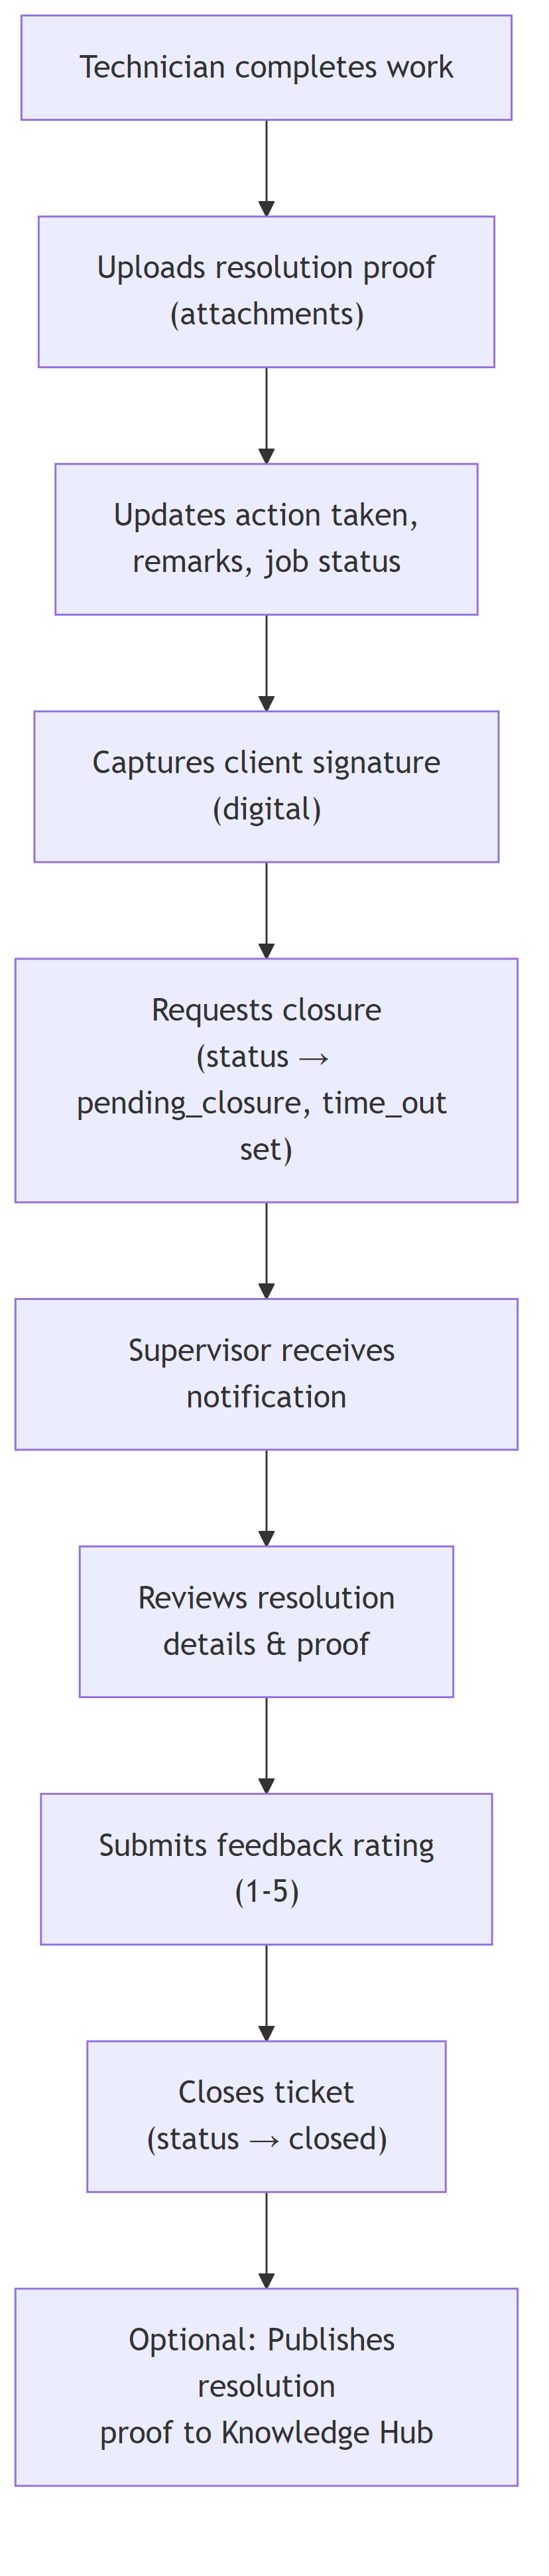 Technician completes work
Uploads resolution proof
(attachments)
Updates action taken,
remarks, job status
Captures client signature
(digital)
Requests closure
(status →
pending_closure, time_out
set)
Supervisor receives
notification
Reviews resolution
details & proof
Submits feedback rating
(1-5)
Closes ticket
(status → closed)
Optional: Publishes
resolution
proof to Knowledge Hub